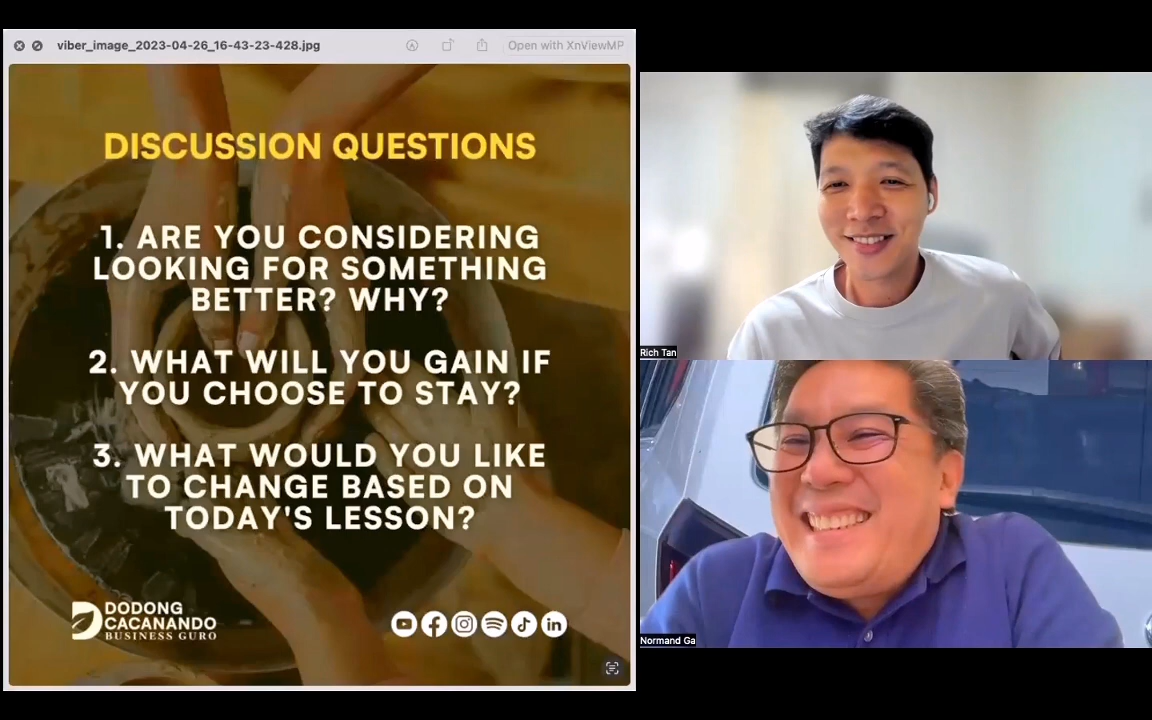 viber_image_2023-04-26_16-43-23-428.jpg
Open with XnViewMP
DISCUSSION QUESTIONS
1. ARE YOU CONSIDERING
LOOKING FOR SOMETHING
BETTER? WHY?
2. WHAT WILL YOU GAIN IF
YOU CHOOSE TO STAY?
3. WHAT WOULD YOU LIKE
TO CHANGE BASED ON
TODAY'S LESSON?
DODONG
CACANANDO
BUSINESS GURO
in
Rich Tan
Normand Ga